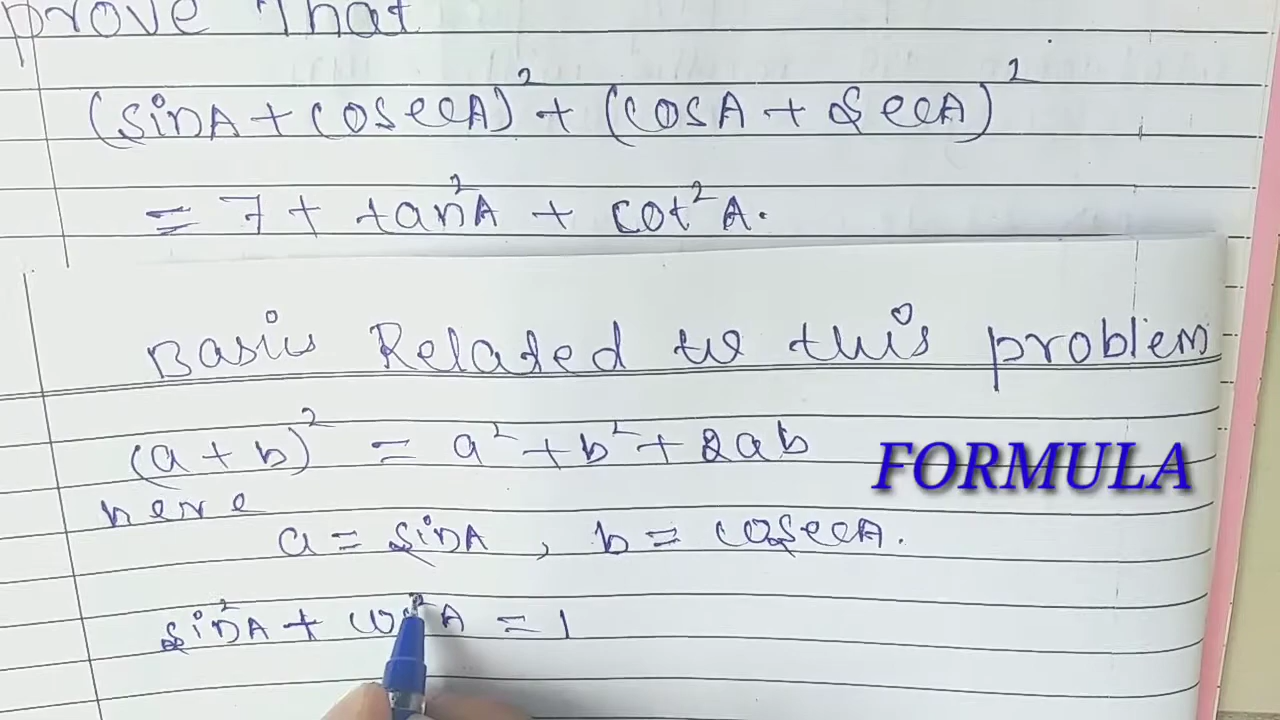 prove That
(sinA + cosecA)² + (cosA + secA)²
= 7 + tan²A + cot²A.
Basics Related to this problem
(a + b)² = a² + b² + 2ab
FORMULA
here
a = sinA , b = cosecA.
sin²A + cos²A = 1